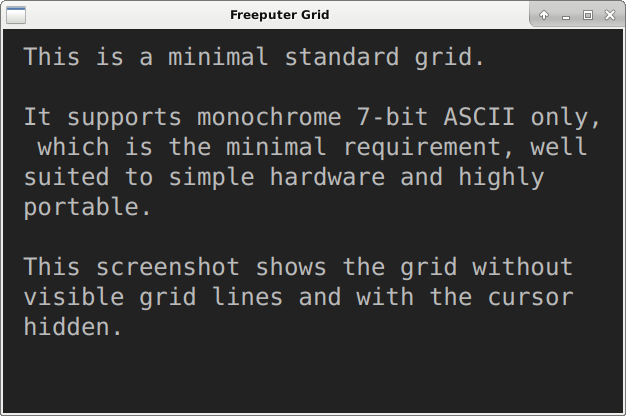 Freeputer Grid
This is a minimal standard grid.
It supports monochrome 7-bit ASCII only,
 which is the minimal requirement, well
suited to simple hardware and highly
portable.
This screenshot shows the grid without
visible grid lines and with the cursor
hidden.